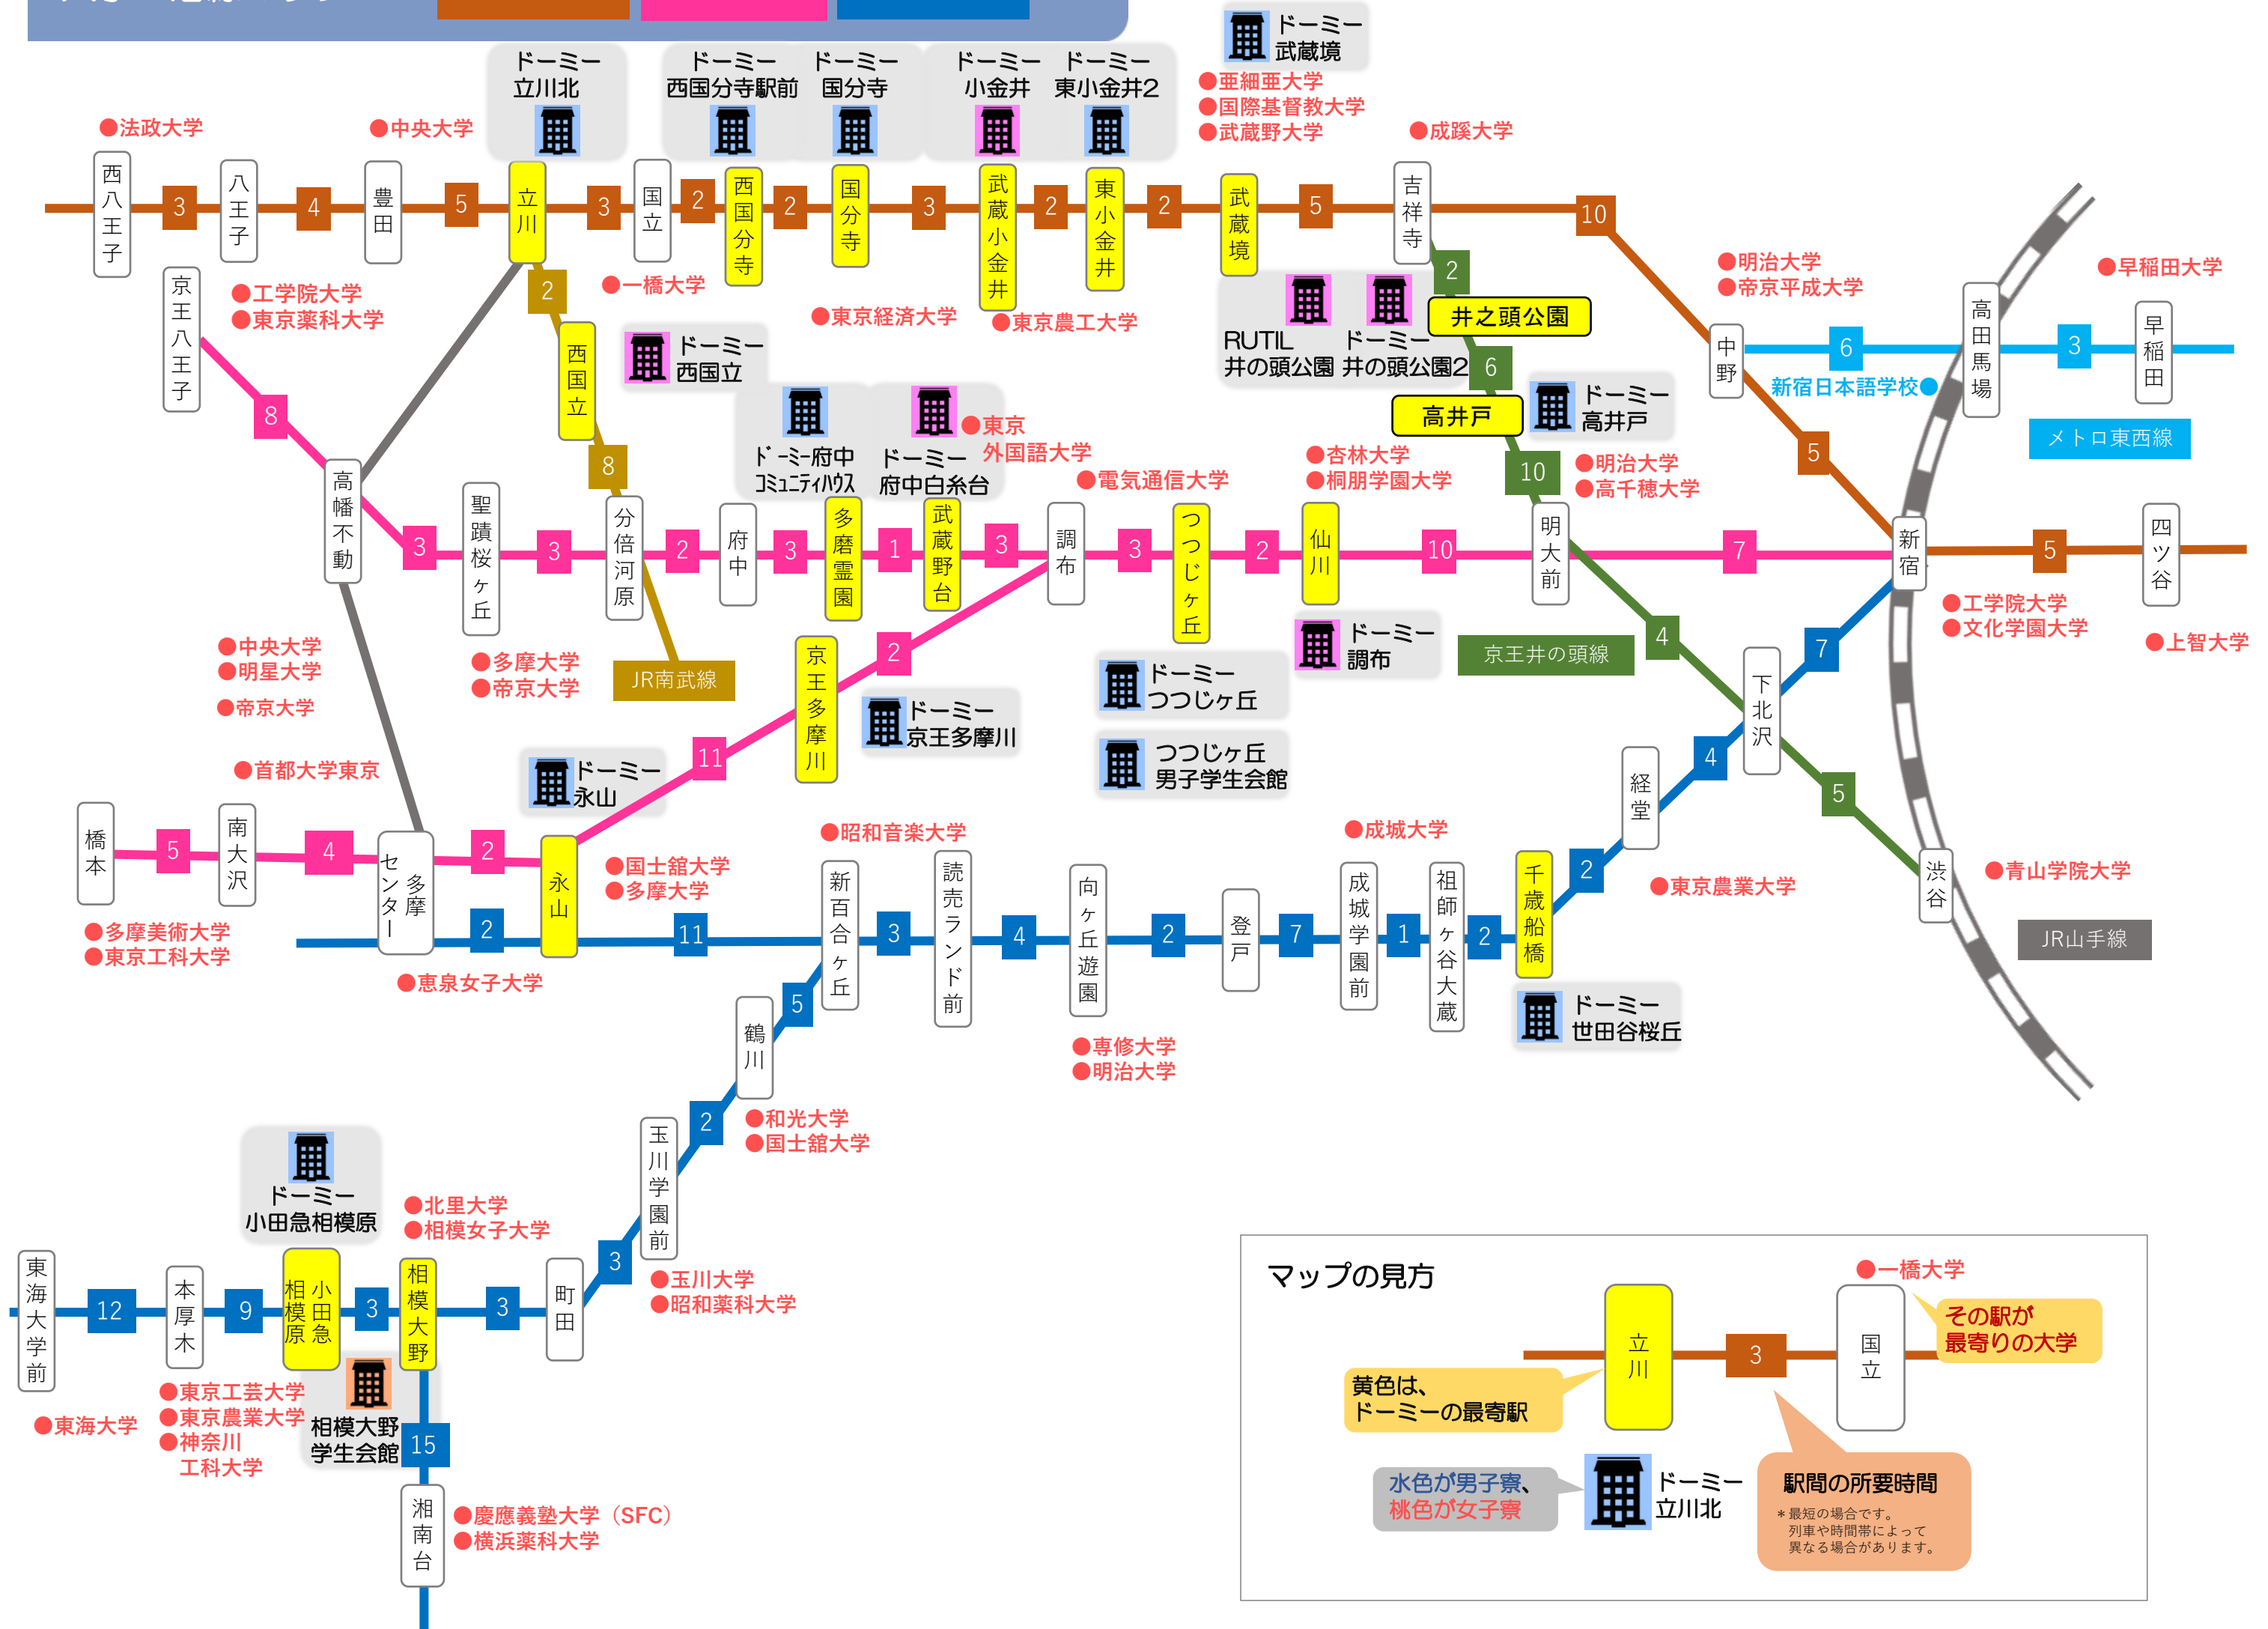 ドーミー
立川北
ドーミー
西国分寺駅前
ドーミー
国分寺
ドーミー
小金井
ドーミー
東小金井2
ドーミー
武蔵境
●亜細亜大学
●国際基督教大学
●武蔵野大学
●法政大学
●中央大学
●成蹊大学
西八王子
3
八王子
4
豊田
5
立川
3
国立
2
西国分寺
2
国分寺
3
武蔵小金井
2
東小金井
2
武蔵境
5
吉祥寺
10
●工学院大学
●東京薬科大学
●一橋大学
●東京経済大学
●東京農工大学
●明治大学
●帝京平成大学
●早稲田大学
2
2
井之頭公園
6
高井戸
10
RUTIL
井の頭公園
ドーミー
井の頭公園2
ドーミー
高井戸
中野
6
高田馬場
3
早稲田
新宿日本語学校●
メトロ東西線
5
京王八王子
8
西国立
8
ドーミー
西国立
ドーミー府中
コミュニティハウス
ドーミー
府中白糸台
●東京
外国語大学
●電気通信大学
●杏林大学
●桐朋学園大学
●明治大学
●高千穂大学
高幡不動
3
聖蹟桜ヶ丘
3
分倍河原
2
府中
3
多磨霊園
1
武蔵野台
3
調布
3
つつじヶ丘
2
仙川
10
明大前
7
新宿
5
四ツ谷
●工学院大学
●文化学園大学
●上智大学
●中央大学
●明星大学
●帝京大学
●多摩大学
●帝京大学
JR南武線
京王多摩川
2
ドーミー
京王多摩川
ドーミー
つつじヶ丘
つつじヶ丘
男子学生会館
ドーミー
調布
京王井の頭線
4
7
下北沢
4
5
経堂
2
渋谷
●青山学院大学
JR山手線
●首都大学東京
ドーミー
永山
11
橋本
5
南大沢
4
多摩
センター
2
永山
2
11
●多摩美術大学
●東京工科大学
●恵泉女子大学
●国士舘大学
●多摩大学
●昭和音楽大学
●成城大学
●東京農業大学
新百合ヶ丘
3
読売ランド前
4
向ヶ丘遊園
2
登戸
7
成城学園前
1
祖師ヶ谷大蔵
2
千歳船橋
ドーミー
世田谷桜丘
●専修大学
●明治大学
5
鶴川
●和光大学
●国士舘大学
2
玉川学園前
●玉川大学
●昭和薬科大学
3
ドーミー
小田急相模原
●北里大学
●相模女子大学
東海大学前
12
本厚木
9
小田急
相模原
3
相模大野
3
町田
●東海大学
●東京工芸大学
●東京農業大学
●神奈川
工科大学
相模大野
学生会館
15
湘南台
●慶應義塾大学（SFC）
●横浜薬科大学
マップの見方
●一橋大学
立川
3
国立
その駅が
最寄りの大学
黄色は、
ドーミーの最寄駅
水色が男子寮、
桃色が女子寮
ドーミー
立川北
駅間の所要時間
＊最短の場合です。
列車や時間帯によって
異なる場合があります。